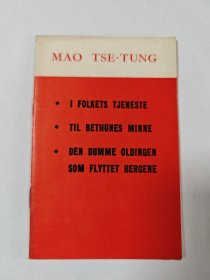 MAO TSE-TUNG
• I FOLKETS TJENESTE
• TIL BETHUNES MINNE
• DEN DUMME OLDINGEN
SOM FLYTTET BERGENE